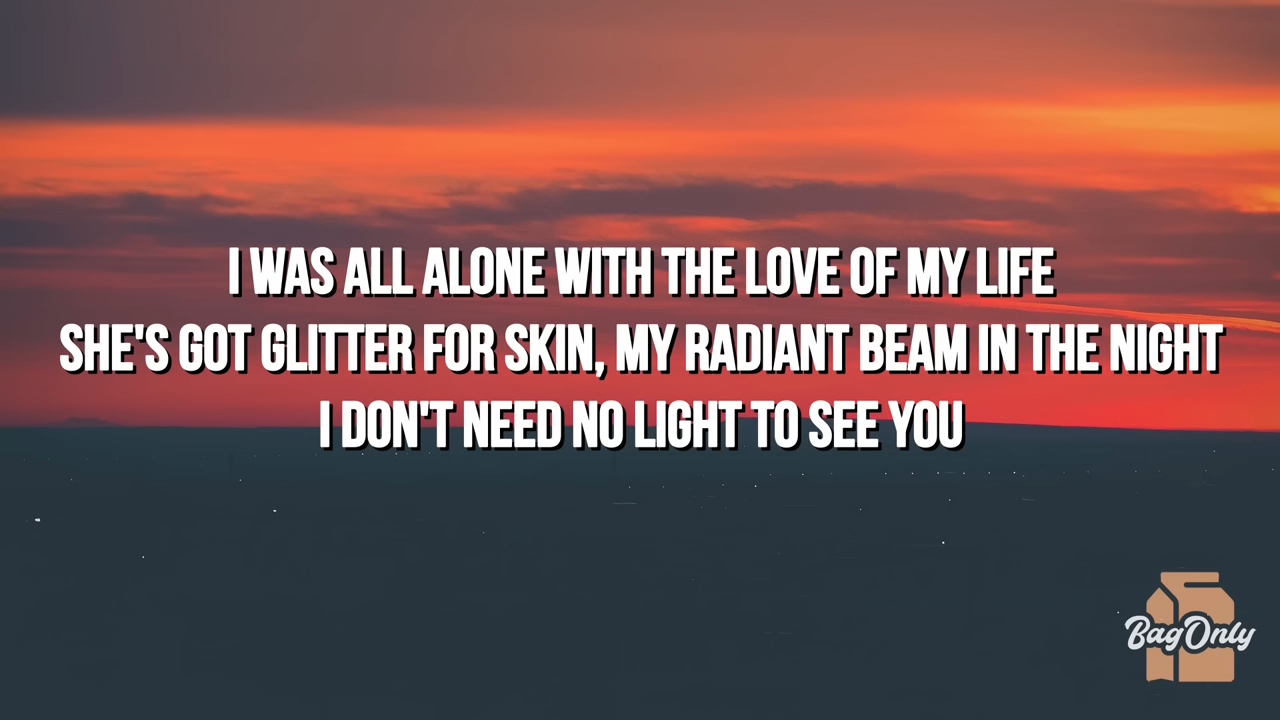 I WAS ALL ALONE WITH THE LOVE OF MY LIFE
SHE'S GOT GLITTER FOR SKIN, MY RADIANT BEAM IN THE NIGHT
I DON'T NEED NO LIGHT TO SEE YOU
BagOnly